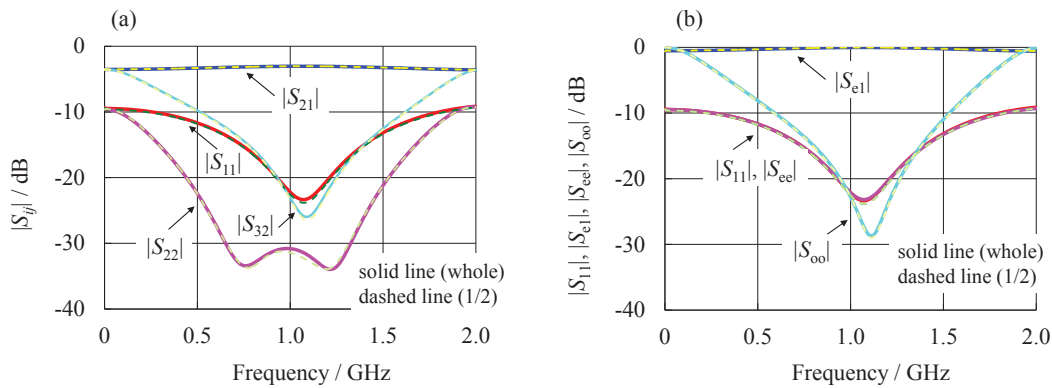 (a)
0
-10
-20
-30
-40
|Sij| / dB
|S21|
|S11|
|S32|
|S22|
solid line (whole)
dashed line (1/2)
0.0 0.5 1.0 1.5 2.0
Frequency / GHz
(b)
0
-10
-20
-30
-40
|S11|, |Se1|, |See|, |Soo| / dB
|Se1|
|S11|, |See|
|Soo|
solid line (whole)
dashed line (1/2)
0.0 0.5 1.0 1.5 2.0
Frequency / GHz